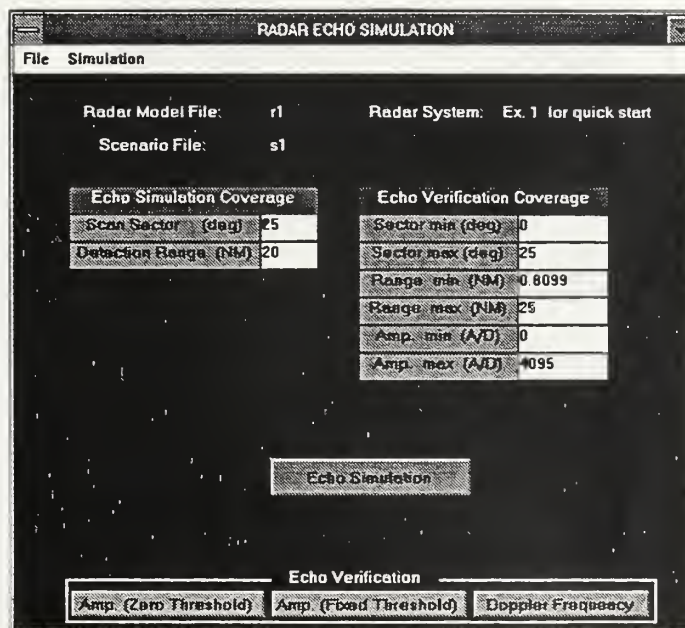 RADAR ECHO SIMULATION
File Simulation
Radar Model File: r1 Radar System: Ex. 1 for quick start
Scenario File: s1
Echo Simulation Coverage
Scan Sector (deg) 25
Detection Range (NM) 20
Echo Verification Coverage
Sector min (deg) 0
Sector max (deg) 25
Range min (NM) 0.8099
Range max (NM) 25
Amp. min (A/D) 0
Amp. max (A/D) 4095
Echo Simulation
Echo Verification
Amp. (Zero Threshold) Amp. (Fixed Threshold) Doppler Frequency